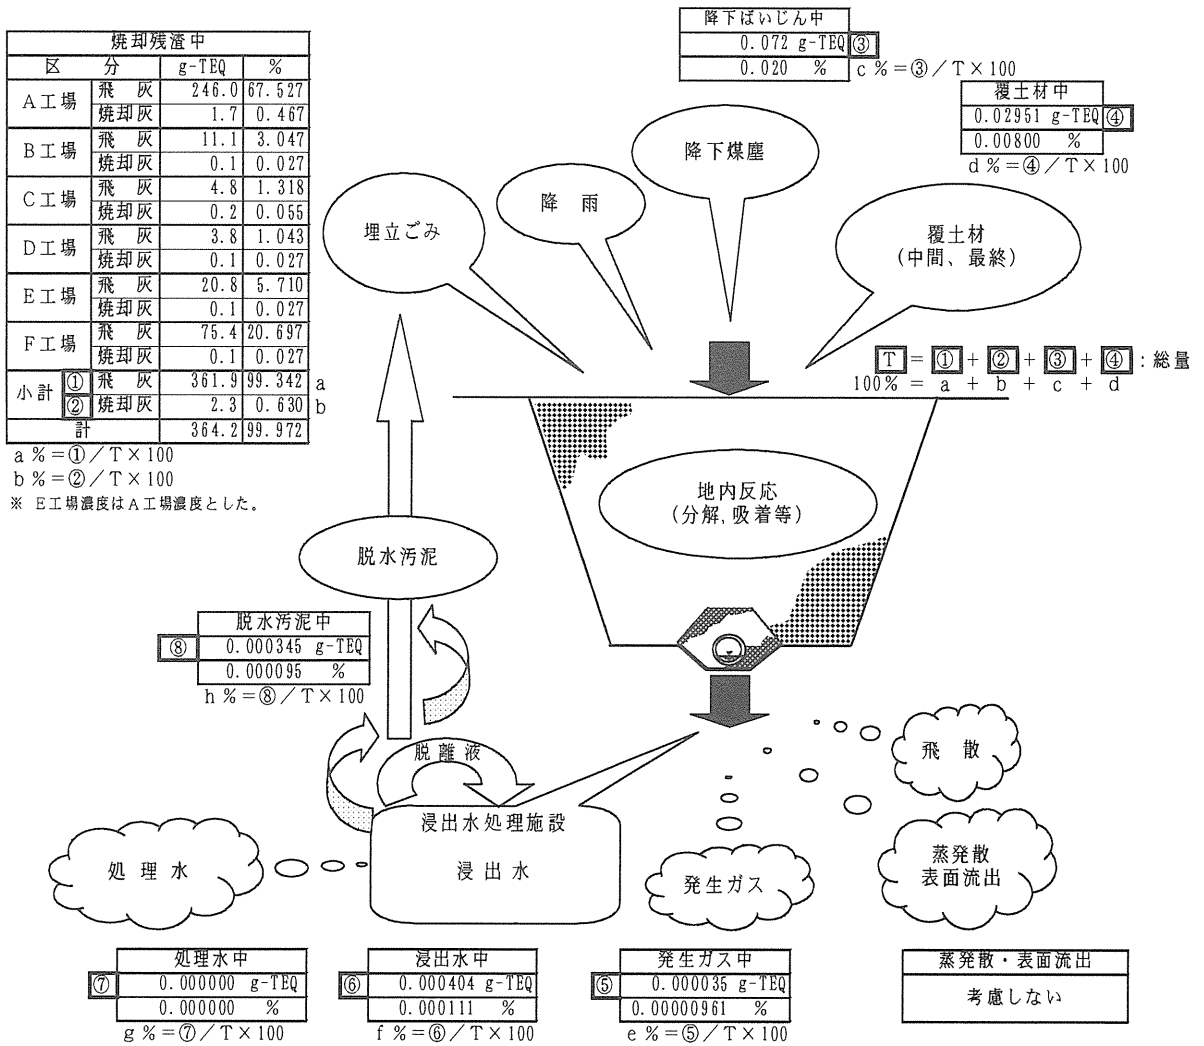 焼却残渣中
区 分 g-TEQ %
A工場 飛 灰 246.0 67.527
焼却灰 1.7 0.467
B工場 飛 灰 11.1 3.047
焼却灰 0.1 0.027
C工場 飛 灰 4.8 1.318
焼却灰 0.2 0.055
D工場 飛 灰 3.8 1.043
焼却灰 0.1 0.027
E工場 飛 灰 20.8 5.710
焼却灰 0.1 0.027
F工場 飛 灰 75.4 20.697
焼却灰 0.1 0.027
小計 ① 飛 灰 361.9 99.342 a
② 焼却灰 2.3 0.630 b
計 364.2 99.972
a%=①/T×100
b%=②/T×100
※ E工場濃度はA工場濃度とした。
降下ばいじん中
0.072 g-TEQ ③
0.020 %
c%=③/T×100
覆土材中
0.02951 g-TEQ ④
0.00800 %
d%=④/T×100
埋立ごみ
降 雨
降下煤塵
覆土材
(中間、最終)
T=①+②+③+④:総量
100%=a+b+c+d
地内反応
(分解,吸着等)
脱水汚泥
脱水汚泥中
⑧ 0.000345 g-TEQ
0.000095 %
h%=⑧/T×100
脱離液
浸出水処理施設
浸出水
処理水
発生ガス
飛 散
蒸発散
表面流出
処理水中
⑦ 0.000000 g-TEQ
0.000000 %
g%=⑦/T×100
浸出水中
⑥ 0.000404 g-TEQ
0.000111 %
f%=⑥/T×100
発生ガス中
⑤ 0.000035 g-TEQ
0.00000961 %
e%=⑤/T×100
蒸発散・表面流出
考慮しない